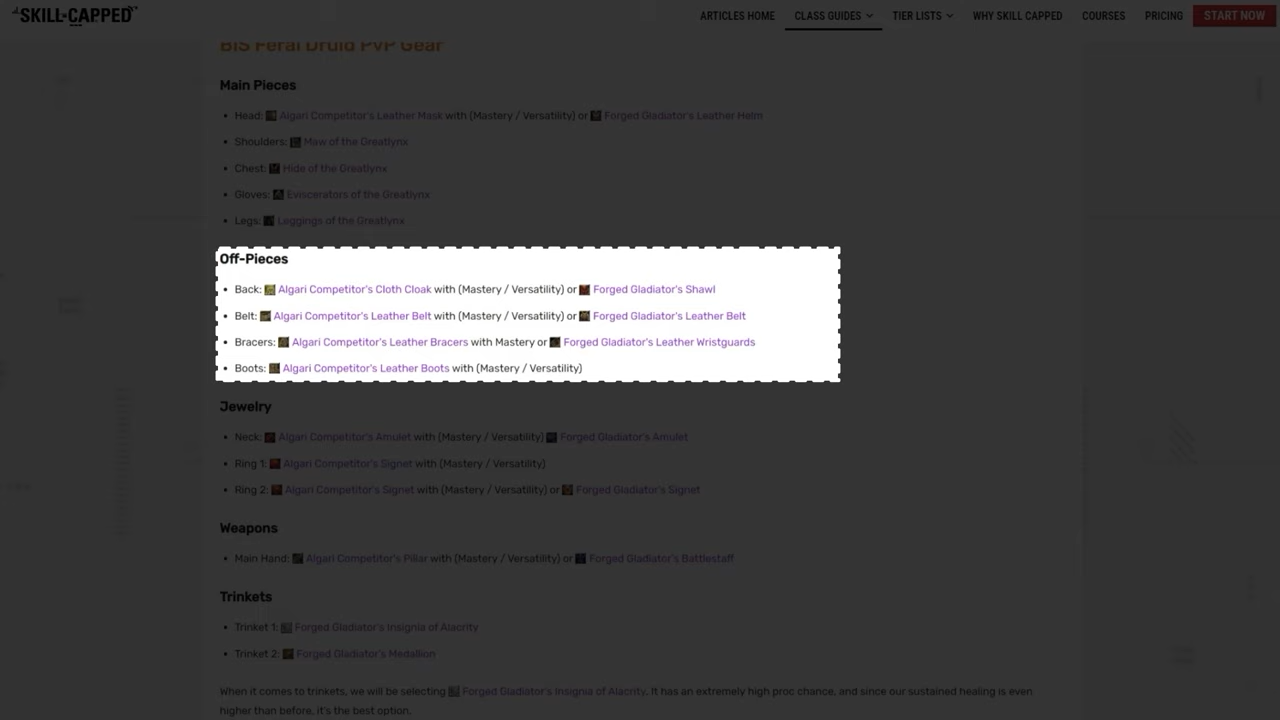 SKILL-CAPPED
ARTICLES HOME CLASS GUIDES TIER LISTS WHY SKILL CAPPED COURSES PRICING START NOW
BIS Feral Druid PvP Gear
Main Pieces
• Head: Algari Competitor's Leather Mask with (Mastery / Versatility) or Forged Gladiator's Leather Helm
• Shoulders: Maw of the Greatlynx
• Chest: Hide of the Greatlynx
• Gloves: Eviscerators of the Greatlynx
• Legs: Leggings of the Greatlynx
Off-Pieces
• Back: Algari Competitor's Cloth Cloak with (Mastery / Versatility) or Forged Gladiator's Shawl
• Belt: Algari Competitor's Leather Belt with (Mastery / Versatility) or Forged Gladiator's Leather Belt
• Bracers: Algari Competitor's Leather Bracers with Mastery or Forged Gladiator's Leather Wristguards
• Boots: Algari Competitor's Leather Boots with (Mastery / Versatility)
Jewelry
• Neck: Algari Competitor's Amulet with (Mastery / Versatility) Forged Gladiator's Amulet
• Ring 1: Algari Competitor's Signet with (Mastery / Versatility)
• Ring 2: Algari Competitor's Signet with (Mastery / Versatility) or Forged Gladiator's Signet
Weapons
• Main Hand: Algari Competitor's Pillar with (Mastery / Versatility) or Forged Gladiator's Battlestaff
Trinkets
• Trinket 1: Forged Gladiator's Insignia of Alacrity
• Trinket 2: Forged Gladiator's Medallion
When it comes to trinkets, we will be selecting Forged Gladiator's Insignia of Alacrity. It has an extremely high proc chance, and since our sustained healing is even
higher than before, it's the best option.